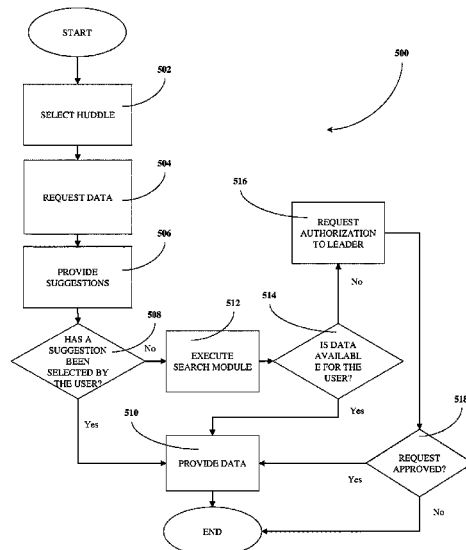 START
502
500
SELECT HUDDLE
504
REQUEST DATA
516
REQUEST
AUTHORIZATION
TO LEADER
506
PROVIDE
SUGGESTIONS
508
HAS A
SUGGESTION
BEEN
SELECTED BY
THE USER?
No
512
EXECUTE
SEARCH MODULE
514
No
IS DATA
AVAILABL
E FOR THE
USER?
Yes
Yes
510
PROVIDE DATA
518
REQUEST
APPROVED?
Yes
No
END